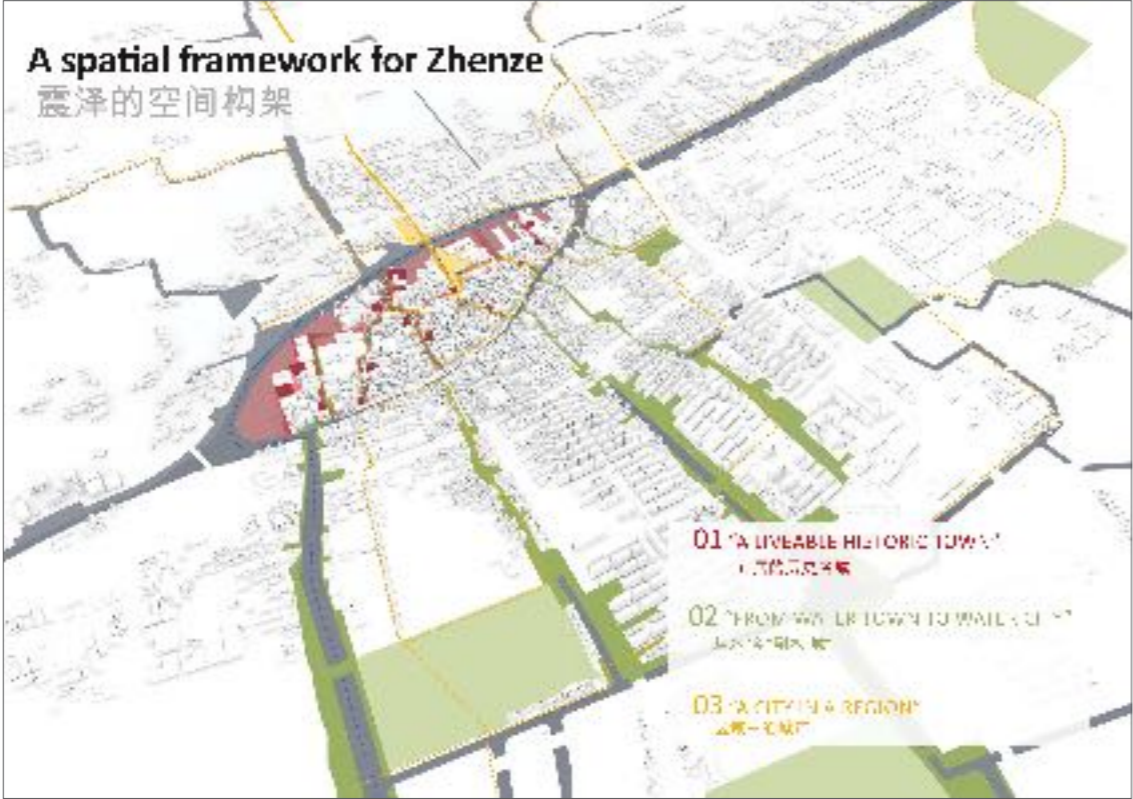 A spatial framework for Zhenze
震泽的空间构架
01 "A LIVEABLE HISTORIC TOWN"
02 "FROM WATER TOWN TO WATER CITY"
03 "A CITY IN A REGION"